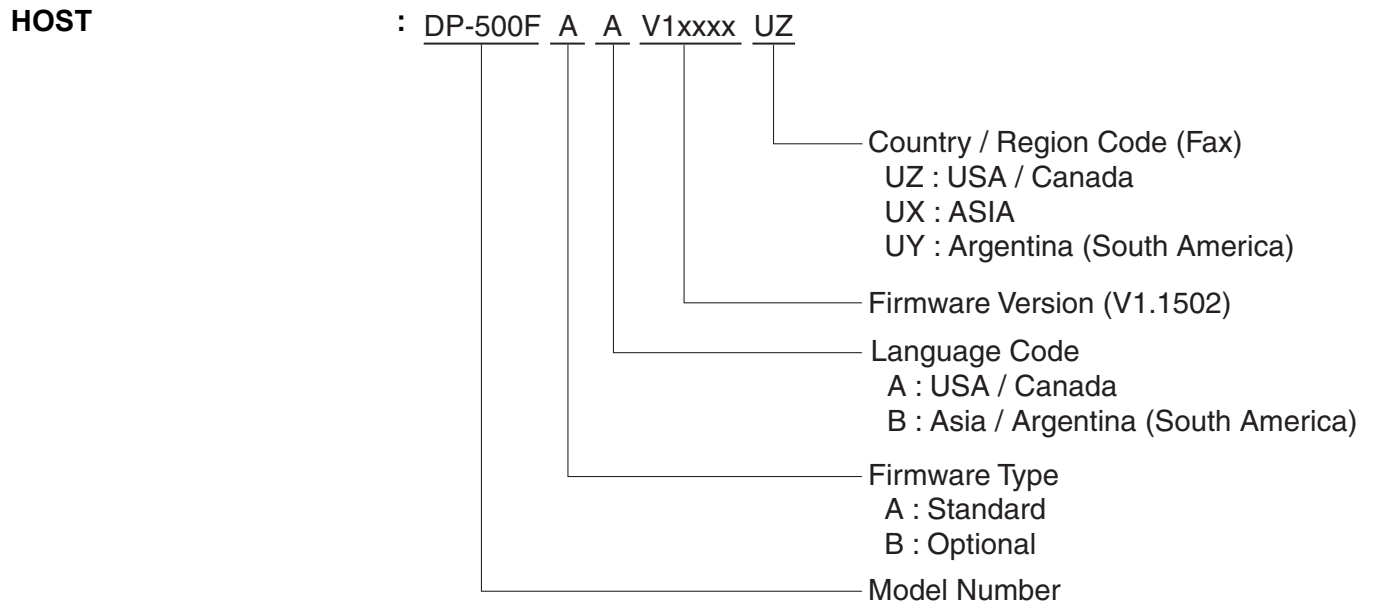 HOST : DP-500F A A V1xxxx UZ
Country / Region Code (Fax)
UZ : USA / Canada
UX : ASIA
UY : Argentina (South America)
Firmware Version (V1.1502)
Language Code
A : USA / Canada
B : Asia / Argentina (South America)
Firmware Type
A : Standard
B : Optional
Model Number